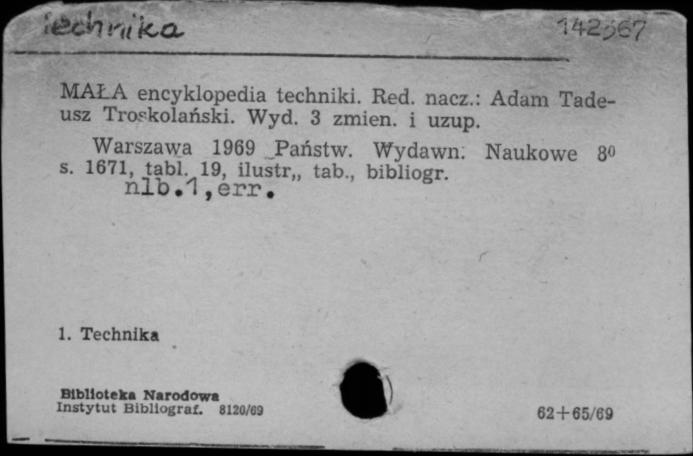 Technika 142367
MAŁA encyklopedia techniki. Red. nacz.: Adam Tade-
usz Troskolański. Wyd. 3 zmien. i uzup.
Warszawa 1969 Państw. Wydawn. Naukowe 8⁰
s. 1671, tabl. 19, ilustr,, tab., bibliogr.
nlb.1,err.
1. Technika
Biblioteka Narodowa
Instytut Bibliograf. 8120/69
62+65/69